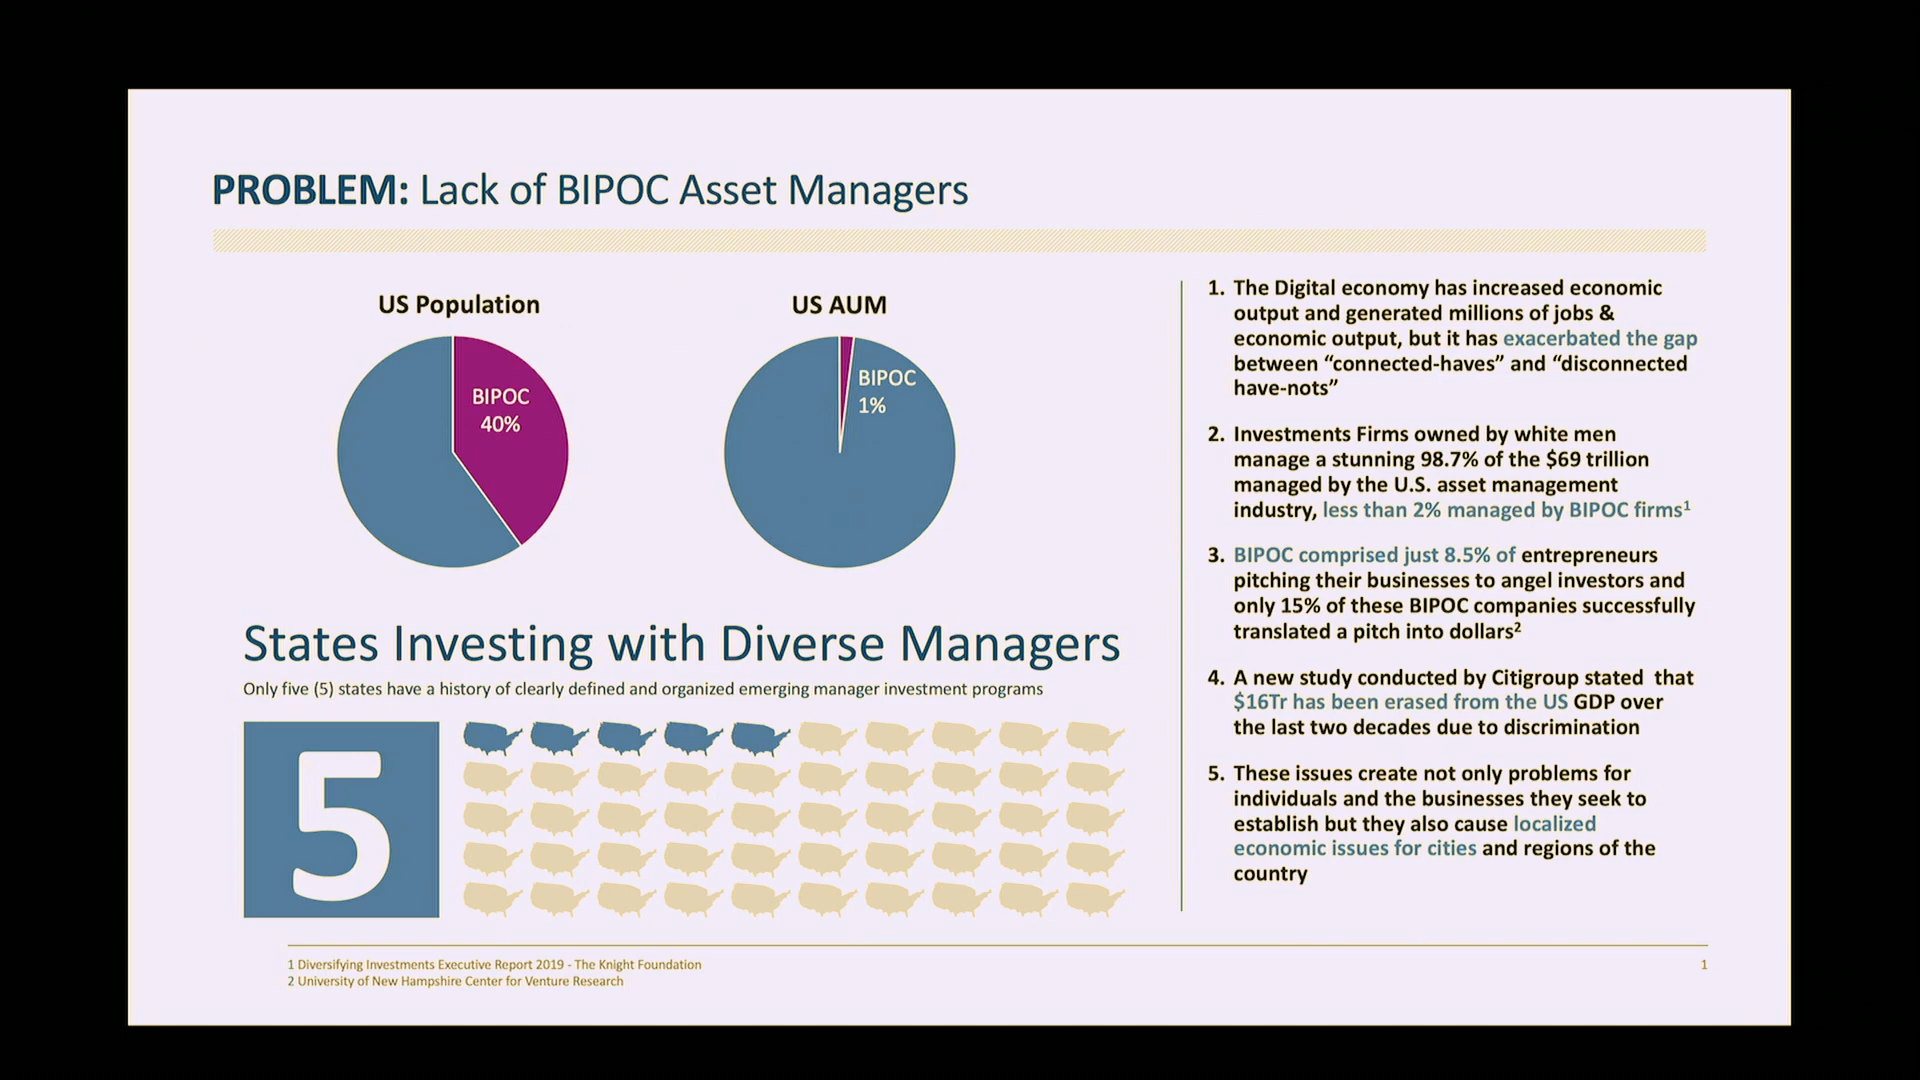 PROBLEM: Lack of BIPOC Asset Managers
US Population
BIPOC
40%
US AUM
BIPOC
1%
States Investing with Diverse Managers
Only five (5) states have a history of clearly defined and organized emerging manager investment programs
5
1. The Digital economy has increased economic
output and generated millions of jobs &
economic output, but it has exacerbated the gap
between “connected-haves” and “disconnected
have-nots”
2. Investments Firms owned by white men
manage a stunning 98.7% of the $69 trillion
managed by the U.S. asset management
industry, less than 2% managed by BIPOC firms¹
3. BIPOC comprised just 8.5% of entrepreneurs
pitching their businesses to angel investors and
only 15% of these BIPOC companies successfully
translated a pitch into dollars²
4. A new study conducted by Citigroup stated  that
$16Tr has been erased from the US GDP over
the last two decades due to discrimination
5. These issues create not only problems for
individuals and the businesses they seek to
establish but they also cause localized
economic issues for cities and regions of the
country
1 Diversifying Investments Executive Report 2019 - The Knight Foundation
2 University of New Hampshire Center for Venture Research
1